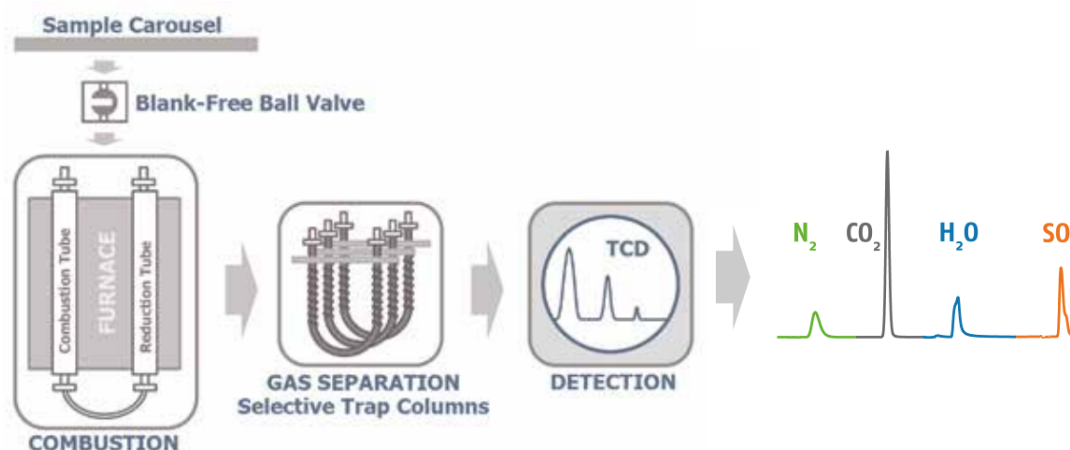 Sample Carousel
Blank-Free Ball Valve
Combustion Tube
FURNACE
Reduction Tube
COMBUSTION
GAS SEPARATION
Selective Trap Columns
TCD
DETECTION
N₂
CO₂
H₂O
SO